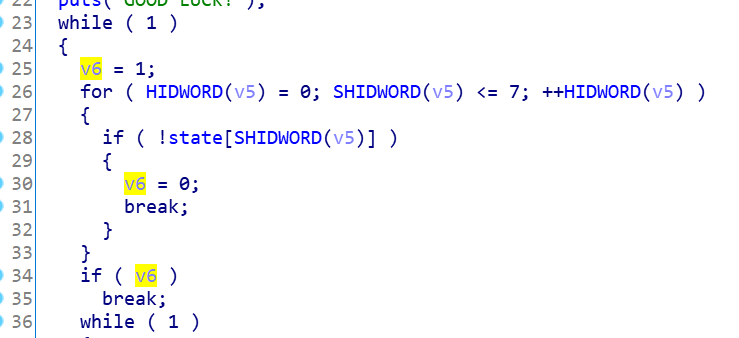 22 puts("GOOD LUCK!");
23 while ( 1 )
24 {
25 v6 = 1;
26 for ( HIDWORD(v5) = 0; SHIDWORD(v5) <= 7; ++HIDWORD(v5) )
27 {
28 if ( !state[SHIDWORD(v5)] )
29 {
30 v6 = 0;
31 break;
32 }
33 }
34 if ( v6 )
35 break;
36 while ( 1 )